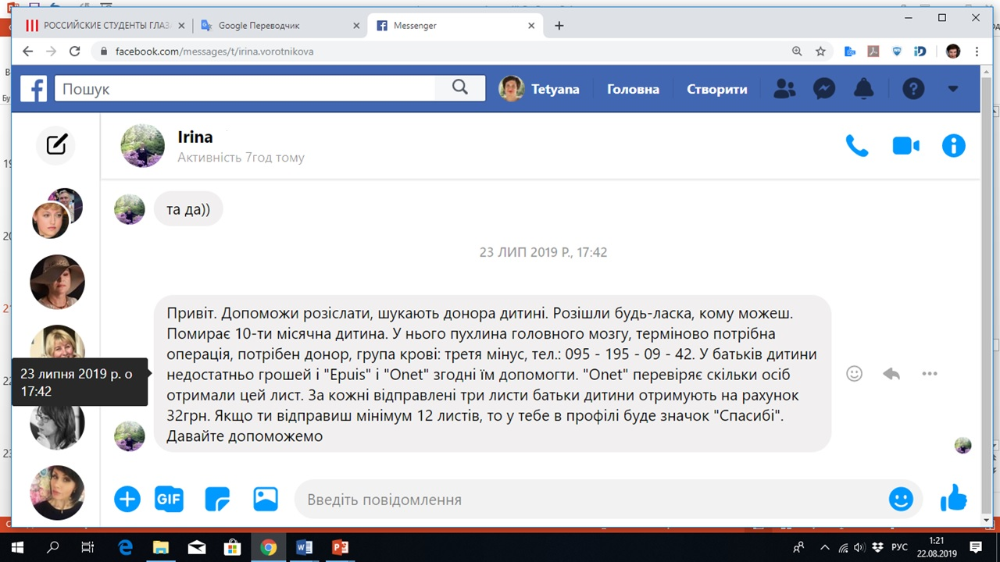 РОССИЙСКИЕ СТУДЕНТЫ ГЛАЗ
Google Переводчик
Messenger
facebook.com/messages/t/irina.vorotnikova
Пошук
Tetyana
Головна
Створити
Irina
Активність 7год тому
та да))
23 ЛИП 2019 Р., 17:42
Привіт. Допоможи розіслати, шукають донора дитині. Розішли будь-ласка, кому можеш.
Помирає 10-ти місячна дитина. У нього пухлина головного мозгу, терміново потрібна
операція, потрібен донор, група крові: третя мінус, тел.: 095 - 195 - 09 - 42. У батьків дитини
недостатньо грошей і "Epuis" і "Onet" згодні їм допомогти. "Onet" перевіряє скільки осіб
отримали цей лист. За кожні відправлені три листи батьки дитини отримують на рахунок
32грн. Якщо ти відправиш мінімум 12 листів, то у тебе в профілі буде значок "Спасибі".
Давайте допоможемо
23 липня 2019 р. о
17:42
GIF
Введіть повідомлення
РУС
1:21
22.08.2019